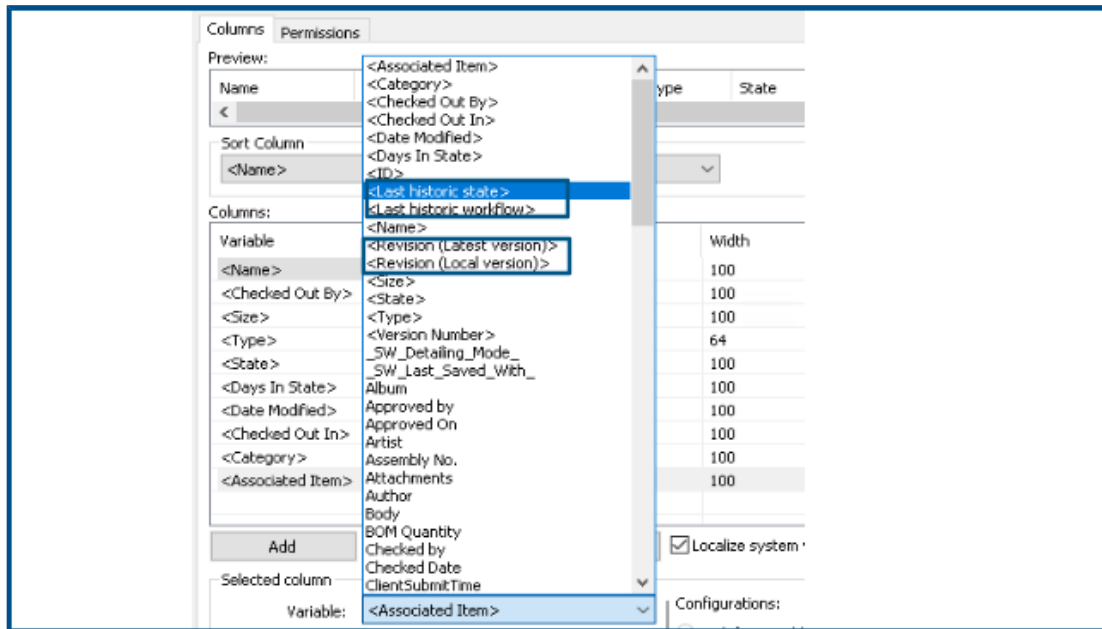 Columns Permissions
Preview:
Name ype State
Sort Column
<Name>
Columns:
Variable Width
<Name> 100
<Checked Out By> 100
<Size> 100
<Type> 64
<State> 100
<Days In State> 100
<Date Modified> 100
<Checked Out In> 100
<Category> 100
<Associated Item> 100
<Associated Item>
<Category>
<Checked Out By>
<Checked Out In>
<Date Modified>
<Days In State>
<ID>
<Last historic state>
<Last historic workflow>
<Name>
<Revision (Latest version)>
<Revision (Local version)>
<Size>
<State>
<Type>
<Version Number>
_SW_Detailing_Mode_
_SW_Last_Saved_With_
Album
Approved by
Approved On
Artist
Assembly No.
Attachments
Author
Body
BOM Quantity
Checked by
Checked Date
ClientSubmitTime
Add Localize system
Selected column
Variable: <Associated Item> Configurations: